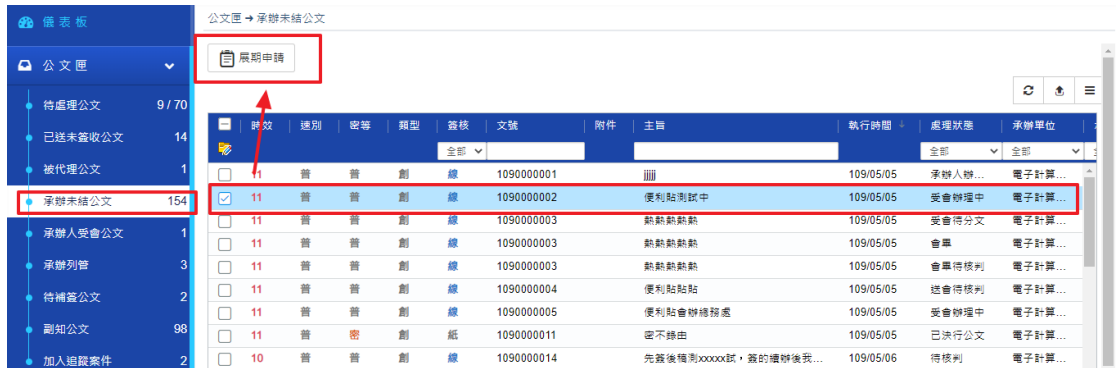 儀表板
公文匣
待處理公文 9 / 70
已送未簽收公文 14
被代理公文 1
承辦未結公文 154
承辦人受會公文 1
承辦列管 3
待補簽公文 2
副知公文 98
加入追蹤案件 2
公文匣 ➔ 承辦未結公文
展期申請
時效 速別 密等 類型 簽核 文號 附件 主旨 執行時間 處理狀態 承辦單位
全部 全部 全部
11 普 普 創 線 1090000001 jjjjj 109/05/05 承辦人辦... 電子計算...
11 普 普 創 線 1090000002 便利貼測試中 109/05/05 受會辦理中 電子計算...
11 普 普 創 線 1090000003 熱熱熱熱熱 109/05/05 受會待分文 電子計算...
11 普 普 創 線 1090000003 熱熱熱熱熱 109/05/05 會畢 電子計算...
11 普 普 創 線 1090000003 熱熱熱熱熱 109/05/05 會畢待核判 電子計算...
11 普 普 創 線 1090000004 便利貼貼貼 109/05/05 送會待核判 電子計算...
11 普 普 創 線 1090000005 便利貼會辦總務處 109/05/05 受會辦理中 電子計算...
11 普 密 創 紙 1090000011 密不錄由 109/05/05 已決行公文 電子計算...
10 普 普 創 線 1090000014 先簽後稿測xxxxx試，簽的續辦後我... 109/05/06 待核判 電子計算...